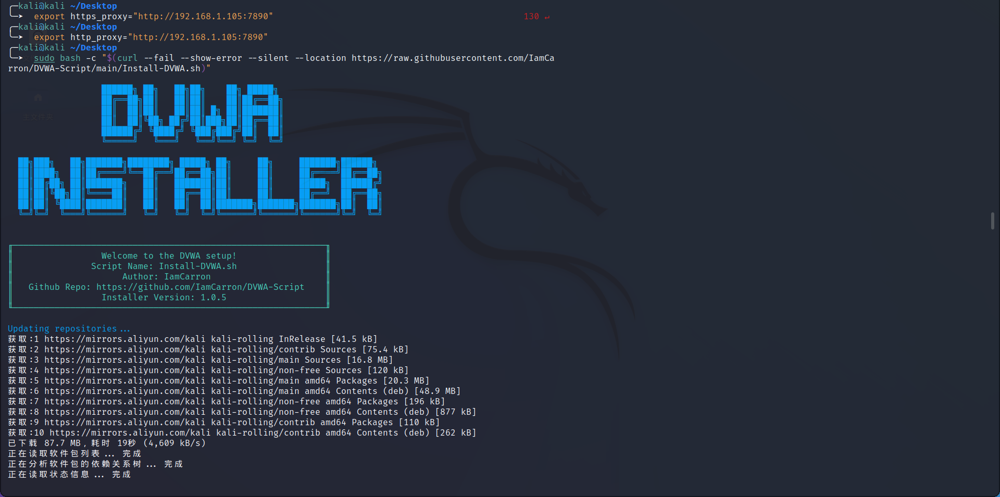 kali@kali ~/Desktop
export https_proxy="http://192.168.1.105:7890" 130 ↵
kali@kali ~/Desktop
export http_proxy="http://192.168.1.105:7890"
kali@kali ~/Desktop
sudo bash -c "$(curl --fail --show-error --silent --location https://raw.githubusercontent.com/IamCa
rron/DVWA-Script/main/Install-DVWA.sh)"
主文件夹
DVWA
INSTALLER
Welcome to the DVWA setup!
Script Name: Install-DVWA.sh
Author: IamCarron
Github Repo: https://github.com/IamCarron/DVWA-Script
Installer Version: 1.0.5
Updating repositories...
获取:1 https://mirrors.aliyun.com/kali kali-rolling InRelease [41.5 kB]
获取:2 https://mirrors.aliyun.com/kali kali-rolling/contrib Sources [75.4 kB]
获取:3 https://mirrors.aliyun.com/kali kali-rolling/main Sources [16.8 MB]
获取:4 https://mirrors.aliyun.com/kali kali-rolling/non-free Sources [120 kB]
获取:5 https://mirrors.aliyun.com/kali kali-rolling/main amd64 Packages [20.3 MB]
获取:6 https://mirrors.aliyun.com/kali kali-rolling/main amd64 Contents (deb) [48.9 MB]
获取:7 https://mirrors.aliyun.com/kali kali-rolling/non-free amd64 Packages [196 kB]
获取:8 https://mirrors.aliyun.com/kali kali-rolling/non-free amd64 Contents (deb) [877 kB]
获取:9 https://mirrors.aliyun.com/kali kali-rolling/contrib amd64 Packages [110 kB]
获取:10 https://mirrors.aliyun.com/kali kali-rolling/contrib amd64 Contents (deb) [262 kB]
已下载 87.7 MB，耗时 19秒 (4,609 kB/s)
正在读取软件包列表... 完成
正在分析软件包的依赖关系树... 完成
正在读取状态信息... 完成